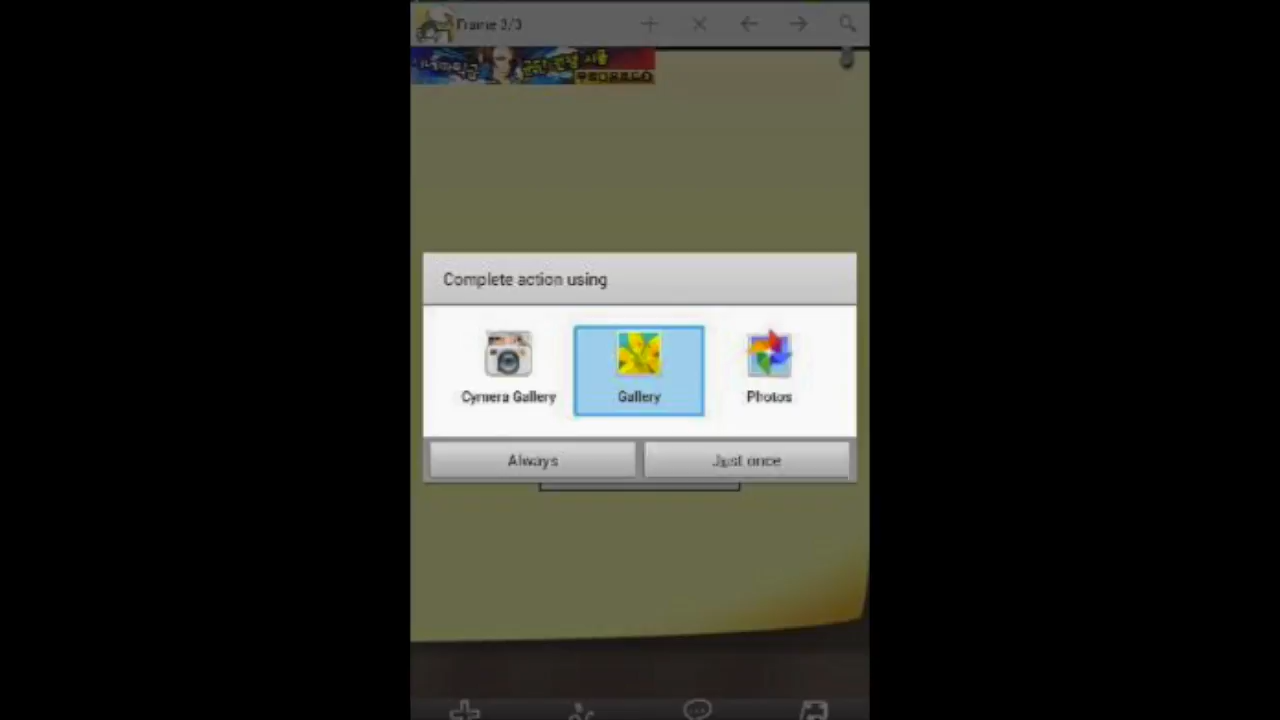 Frame 3/3
Complete action using
Cymera Gallery
Gallery
Photos
Always
Just once